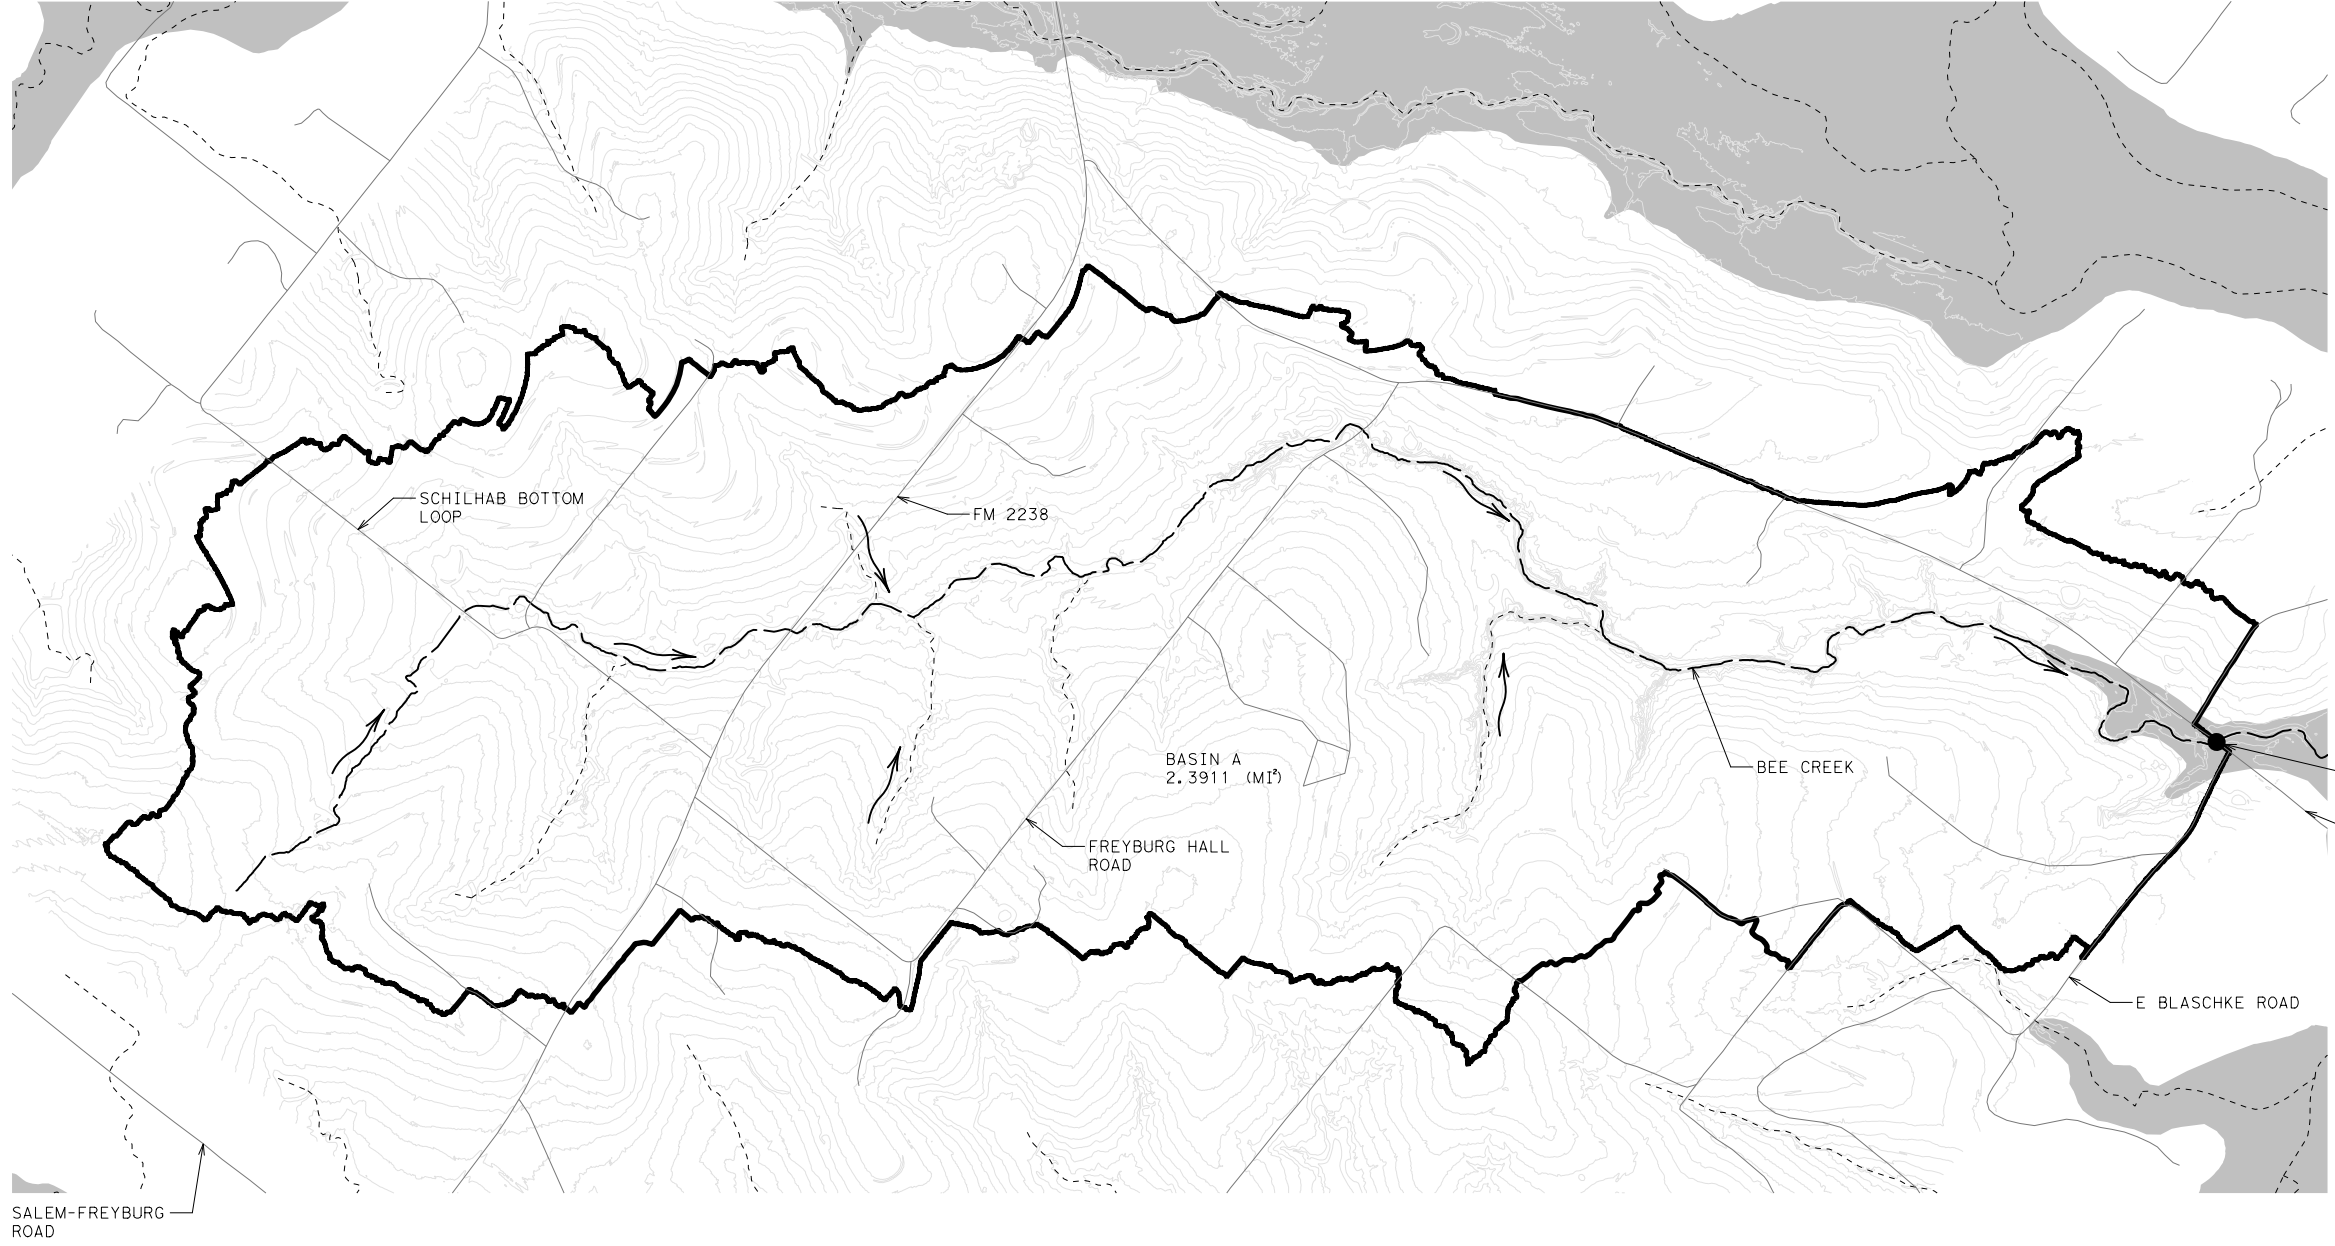 SCHILHAB BOTTOM
LOOP
FM 2238
BASIN A
2.3911 (MI²)
BEE CREEK
FREYBURG HALL
ROAD
E BLASCHKE ROAD
SALEM-FREYBURG
ROAD